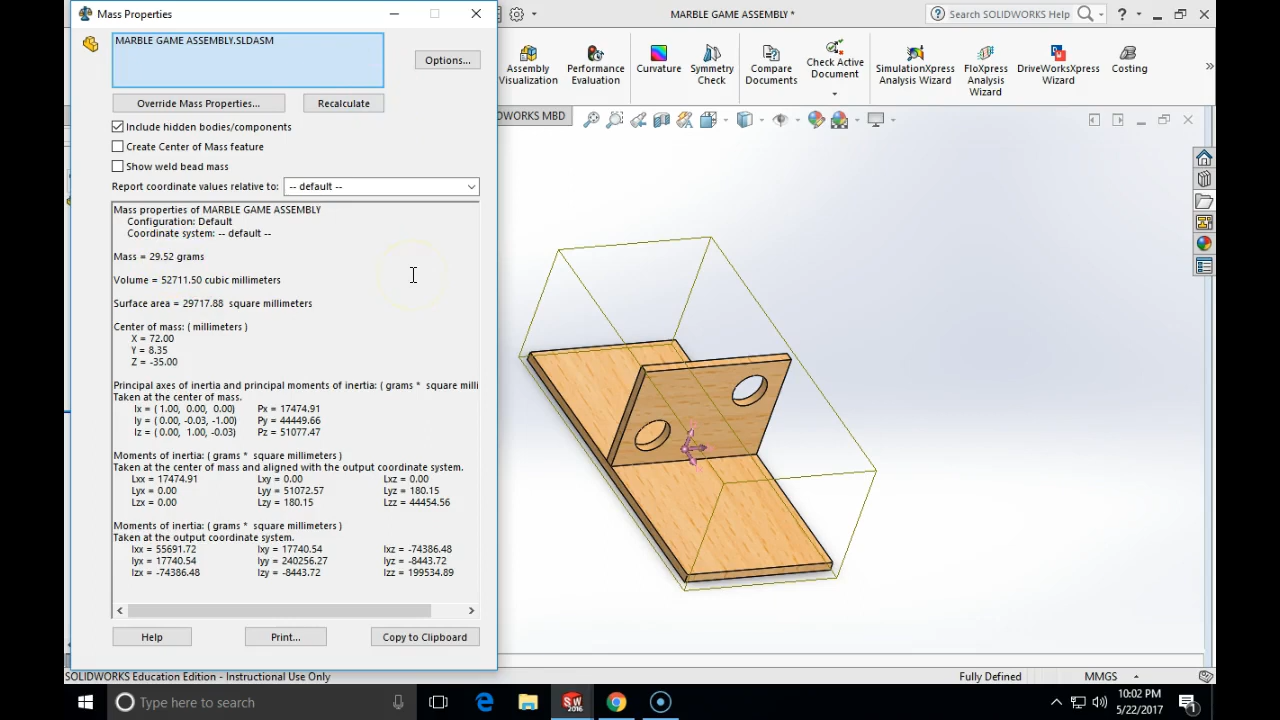 Mass Properties
MARBLE GAME ASSEMBLY *
Search SOLIDWORKS Help
MARBLE GAME ASSEMBLY.SLDASM
Options...
Override Mass Properties...
Recalculate
Include hidden bodies/components
Create Center of Mass feature
Show weld bead mass
Report coordinate values relative to:
-- default --
Mass properties of MARBLE GAME ASSEMBLY
Configuration: Default
Coordinate system: -- default --
Mass = 29.52 grams
Volume = 52711.50 cubic millimeters
Surface area = 29717.88 square millimeters
Center of mass: ( millimeters )
X = 72.00
Y = 8.35
Z = -35.00
Principal axes of inertia and principal moments of inertia: ( grams * square milli
Taken at the center of mass.
Ix = ( 1.00, 0.00, 0.00) Px = 17474.91
Iy = ( 0.00, -0.03, -1.00) Py = 44449.66
Iz = ( 0.00, 1.00, -0.03) Pz = 51077.47
Moments of inertia: ( grams * square millimeters )
Taken at the center of mass and aligned with the output coordinate system.
Lxx = 17474.91 Lxy = 0.00 Lxz = 0.00
Lyx = 0.00 Lyy = 51072.57 Lyz = 180.15
Lzx = 0.00 Lzy = 180.15 Lzz = 44454.56
Moments of inertia: ( grams * square millimeters )
Taken at the output coordinate system.
Ixx = 55691.72 Ixy = 17740.54 Ixz = -74386.48
Iyx = 17740.54 Iyy = 240256.27 Iyz = -8443.72
Izx = -74386.48 Izy = -8443.72 Izz = 199534.89
Help
Print...
Copy to Clipboard
Assembly
Visualization
Performance
Evaluation
Curvature
Symmetry
Check
Compare
Documents
Check Active
Document
SimulationXpress
Analysis Wizard
FloXpress
Analysis
Wizard
DriveWorksXpress
Wizard
Costing
DWORKS MBD
SOLIDWORKS Education Edition - Instructional Use Only
Fully Defined
MMGS
Type here to search
SW
2016
10:02 PM
5/22/2017
1